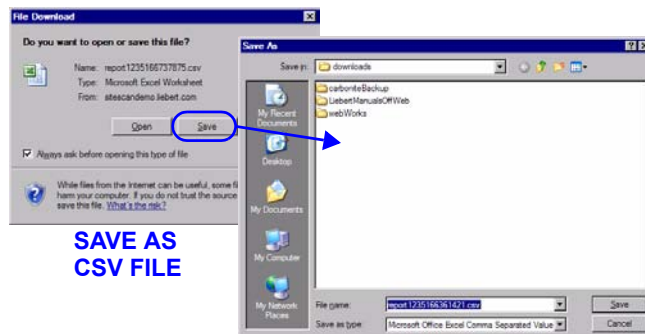 File Download
Do you want to open or save this file?
Name: report1235166737875.csv
Type: Microsoft Excel Worksheet
From: sitescandemo.liebert.com
Open
Save
Always ask before opening this type of file
While files from the Internet can be useful, some fi
harm your computer. If you do not trust the source
save this file. What's the risk?
SAVE AS
CSV FILE
Save As
Save in:
downloads
My Recent
Documents
Desktop
My Documents
My Computer
My Network
Places
carboniteBackup
LiebertManualsOffWeb
webWorks
File name:
report1235166361421.csv
Save
Save as type:
Microsoft Office Excel Comma Separated Value
Cancel